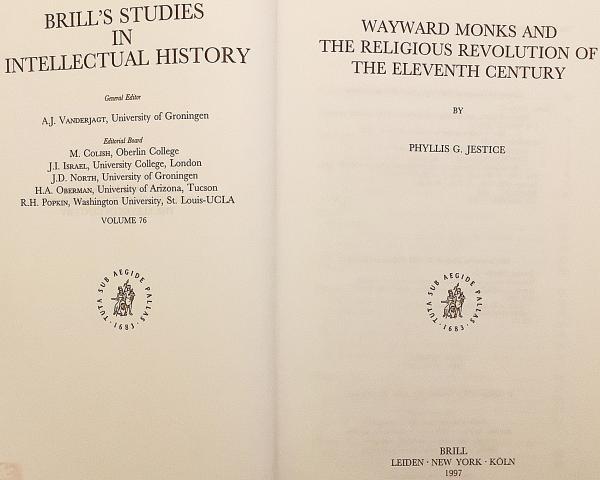 BRILL'S STUDIES
IN
INTELLECTUAL HISTORY
General Editor
A.J. VANDERJAGT, University of Groningen
Editorial Board
M. COLISH, Oberlin College
J.I. ISRAEL, University College, London
J.D. NORTH, University of Groningen
H.A. OBERMAN, University of Arizona, Tucson
R.H. POPKIN, Washington University, St. Louis-UCLA
VOLUME 76
TUTA SUB AEGIDE PALLAS · 1683 ·
WAYWARD MONKS AND
THE RELIGIOUS REVOLUTION OF
THE ELEVENTH CENTURY
BY
PHYLLIS G. JESTICE
TUTA SUB AEGIDE PALLAS · 1683 ·
BRILL
LEIDEN · NEW YORK · KÖLN
1997